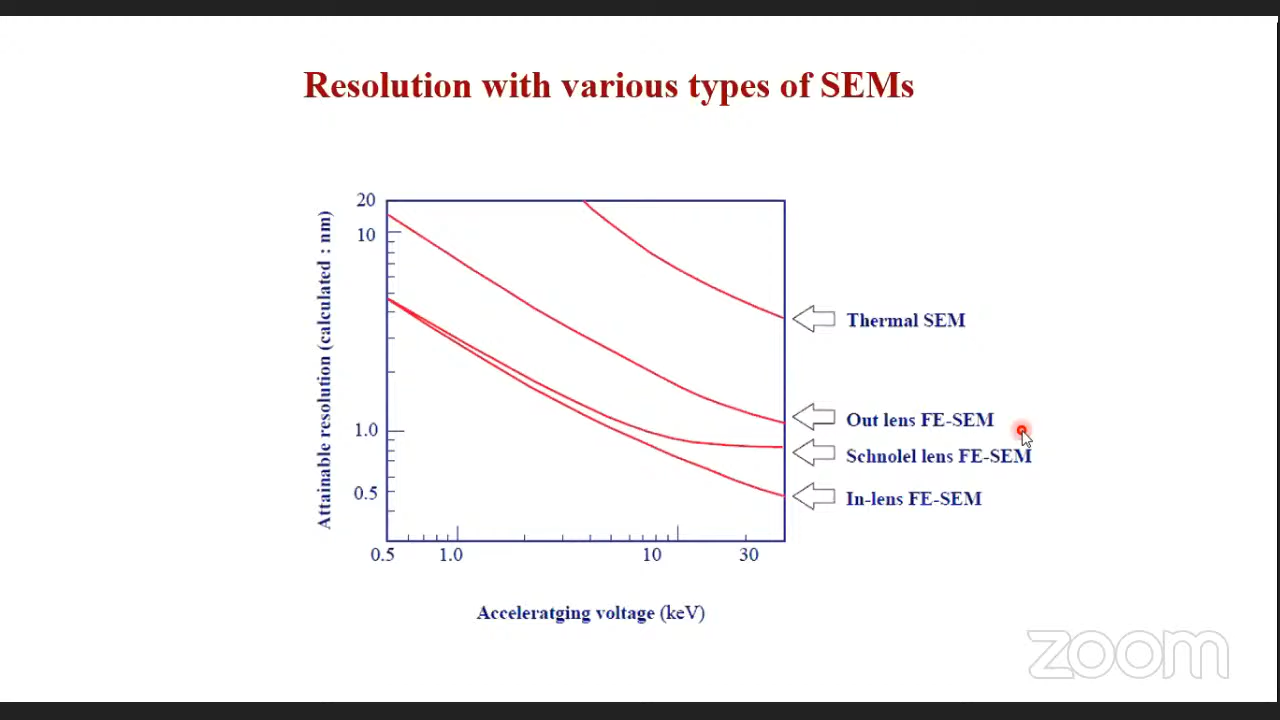 Resolution with various types of SEMs
Attainable resolution (calculated : nm)
20
10
1.0
0.5
0.5 1.0 10 30
Acceleratging voltage (keV)
Thermal SEM
Out lens FE-SEM
Schnolel lens FE-SEM
In-lens FE-SEM
zoom